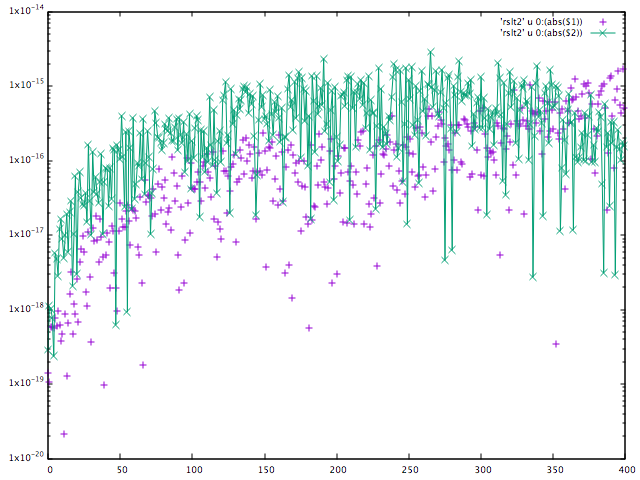 1x10^-14
'rslt2' u 0:(abs($1))
'rslt2' u 0:(abs($2))
1x10^-15
1x10^-16
1x10^-17
1x10^-18
1x10^-19
1x10^-20
0 50 100 150 200 250 300 350 400